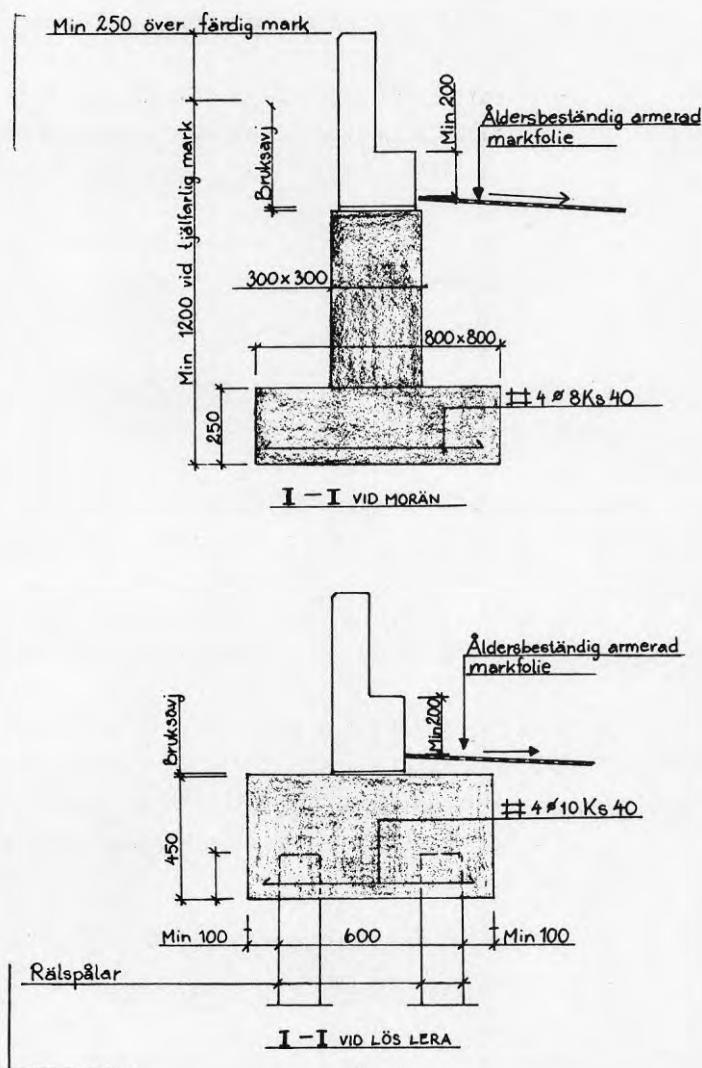 Min 250 över färdig mark
Min 200
Åldersbeständig armerad
markfolie
Bruksavj
Min 1200 vid tjälfarlig mark
300x300
800x800
250
# 4 ø 8 Ks 40
I - I VID MORÄN
Åldersbeständig armerad
markfolie
Bruksavj
Min 200
# 4 ø 10 Ks 40
450
Min 100
600
Min 100
Rälspålar
I - I VID LÖS LERA